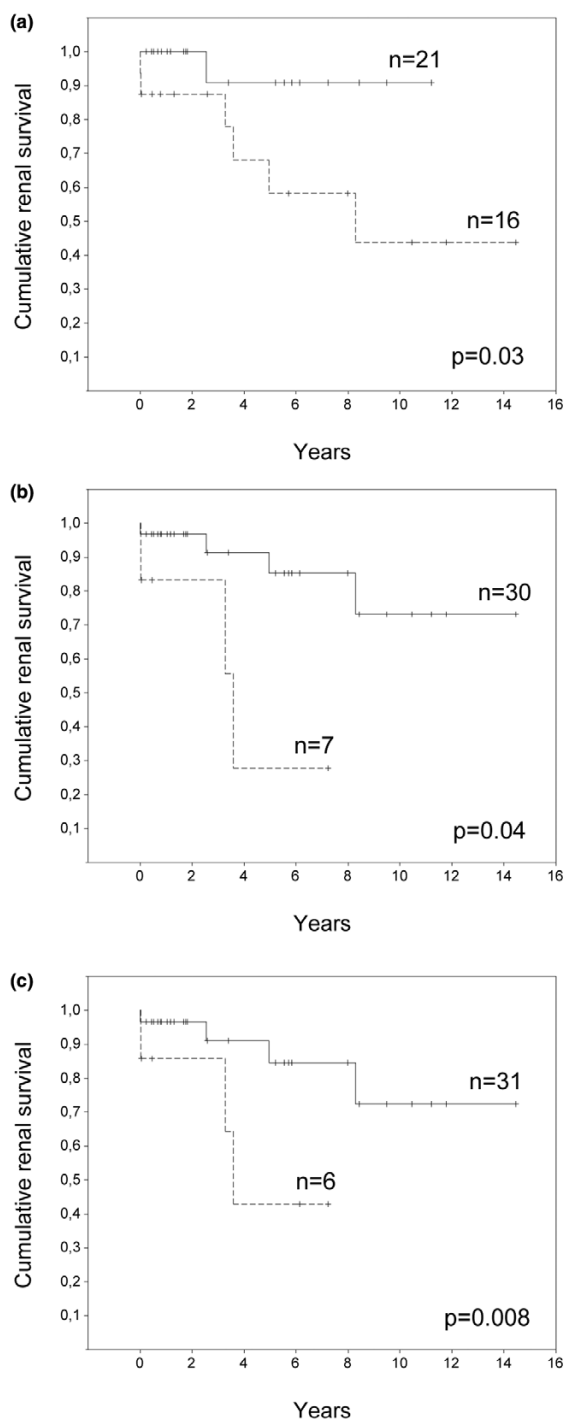 (a)
1,0
0,9
0,8
0,7
0,6
0,5
0,4
0,3
0,2
0,1
Cumulative renal survival
n=21
n=16
p=0.03
0 2 4 6 8 10 12 14 16
Years
(b)
1,0
0,9
0,8
0,7
0,6
0,5
0,4
0,3
0,2
0,1
Cumulative renal survival
n=30
n=7
p=0.04
0 2 4 6 8 10 12 14 16
Years
(c)
1,0
0,9
0,8
0,7
0,6
0,5
0,4
0,3
0,2
0,1
Cumulative renal survival
n=31
n=6
p=0.008
0 2 4 6 8 10 12 14 16
Years